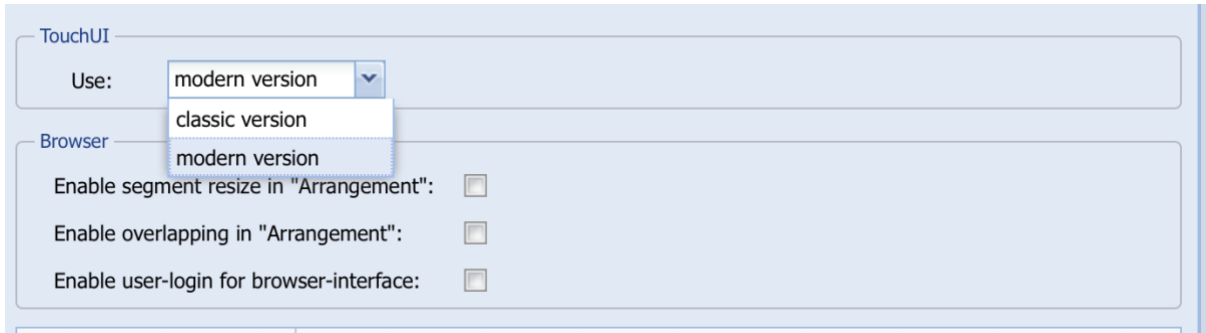 TouchUI
Use: modern version
classic version
modern version
Browser
Enable segment resize in "Arrangement":
Enable overlapping in "Arrangement":
Enable user-login for browser-interface: